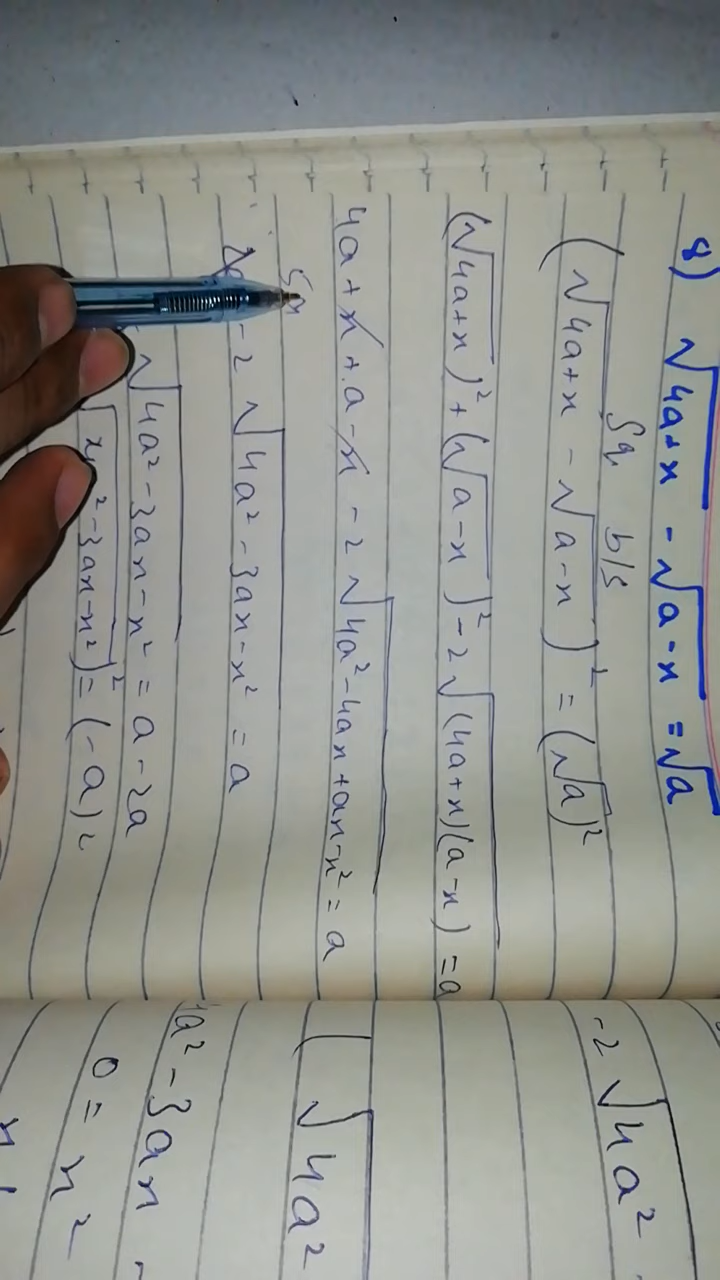 8) √4a+x - √a-x = √a
Sq b/s
(√4a+x - √a-x)² = (√a)²
(√4a+x)² + (√a-x)² - 2√(4a+x)(a-x) = a
4a + x + a - x - 2√4a²-4ax+ax-x² = a
5a
- 2√4a²-3ax-x² = a
√4a²-3ax-x² = a - 2a
²-3ax-x²)² = (-a)²
-2√4a²
(√4a²
4a² - 3ax -
0 = x²